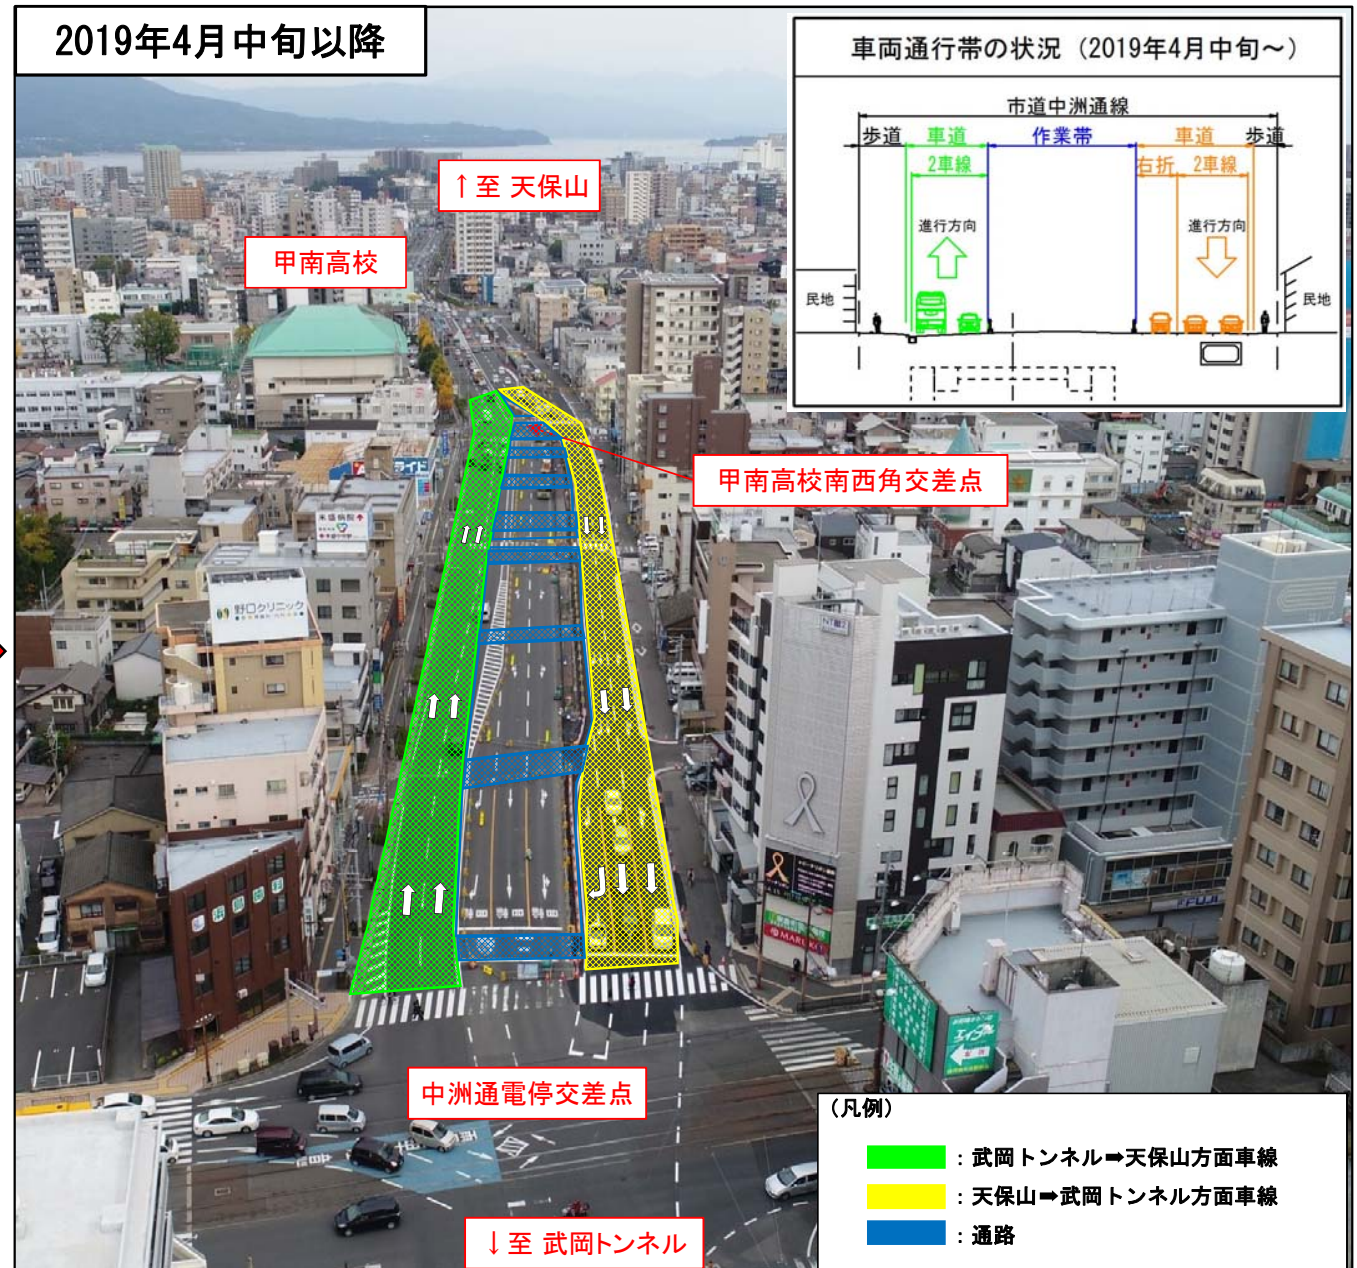 2019年4月中旬以降
車両通行帯の状況（2019年4月中旬～）
市道中洲通線
歩道 車道 作業帯 車道 歩道
2車線 右折 2車線
進行方向 進行方向
民地 民地
↑至 天保山
甲南高校
甲南高校南西角交差点
米盛病院
野口クリニック
中洲通電停交差点
↓至 武岡トンネル
（凡例）
：武岡トンネル➡天保山方面車線
：天保山➡武岡トンネル方面車線
：通路